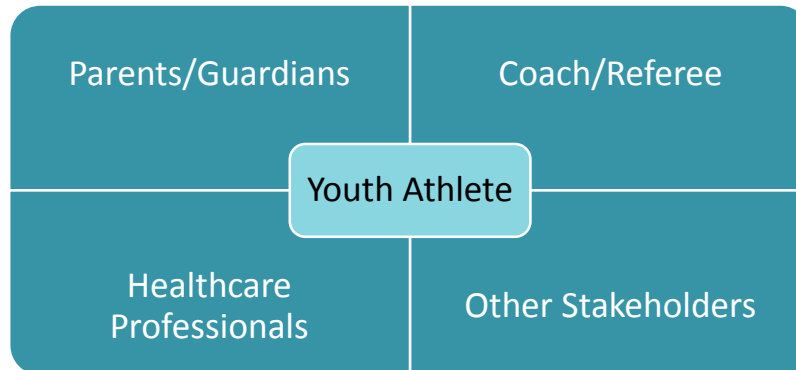 Parents/Guardians
Coach/Referee
Youth Athlete
Healthcare
Professionals
Other Stakeholders